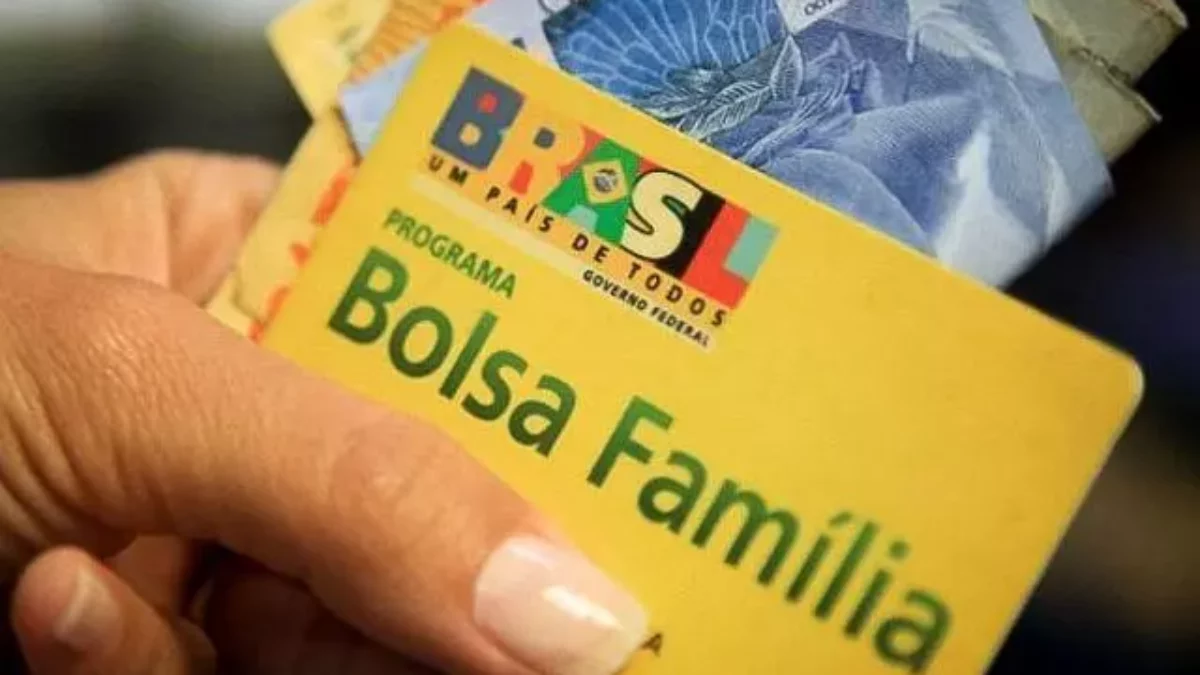 BRASIL
UM PAÍS DE TODOS
GOVERNO FEDERAL
PROGRAMA
Bolsa Família
A